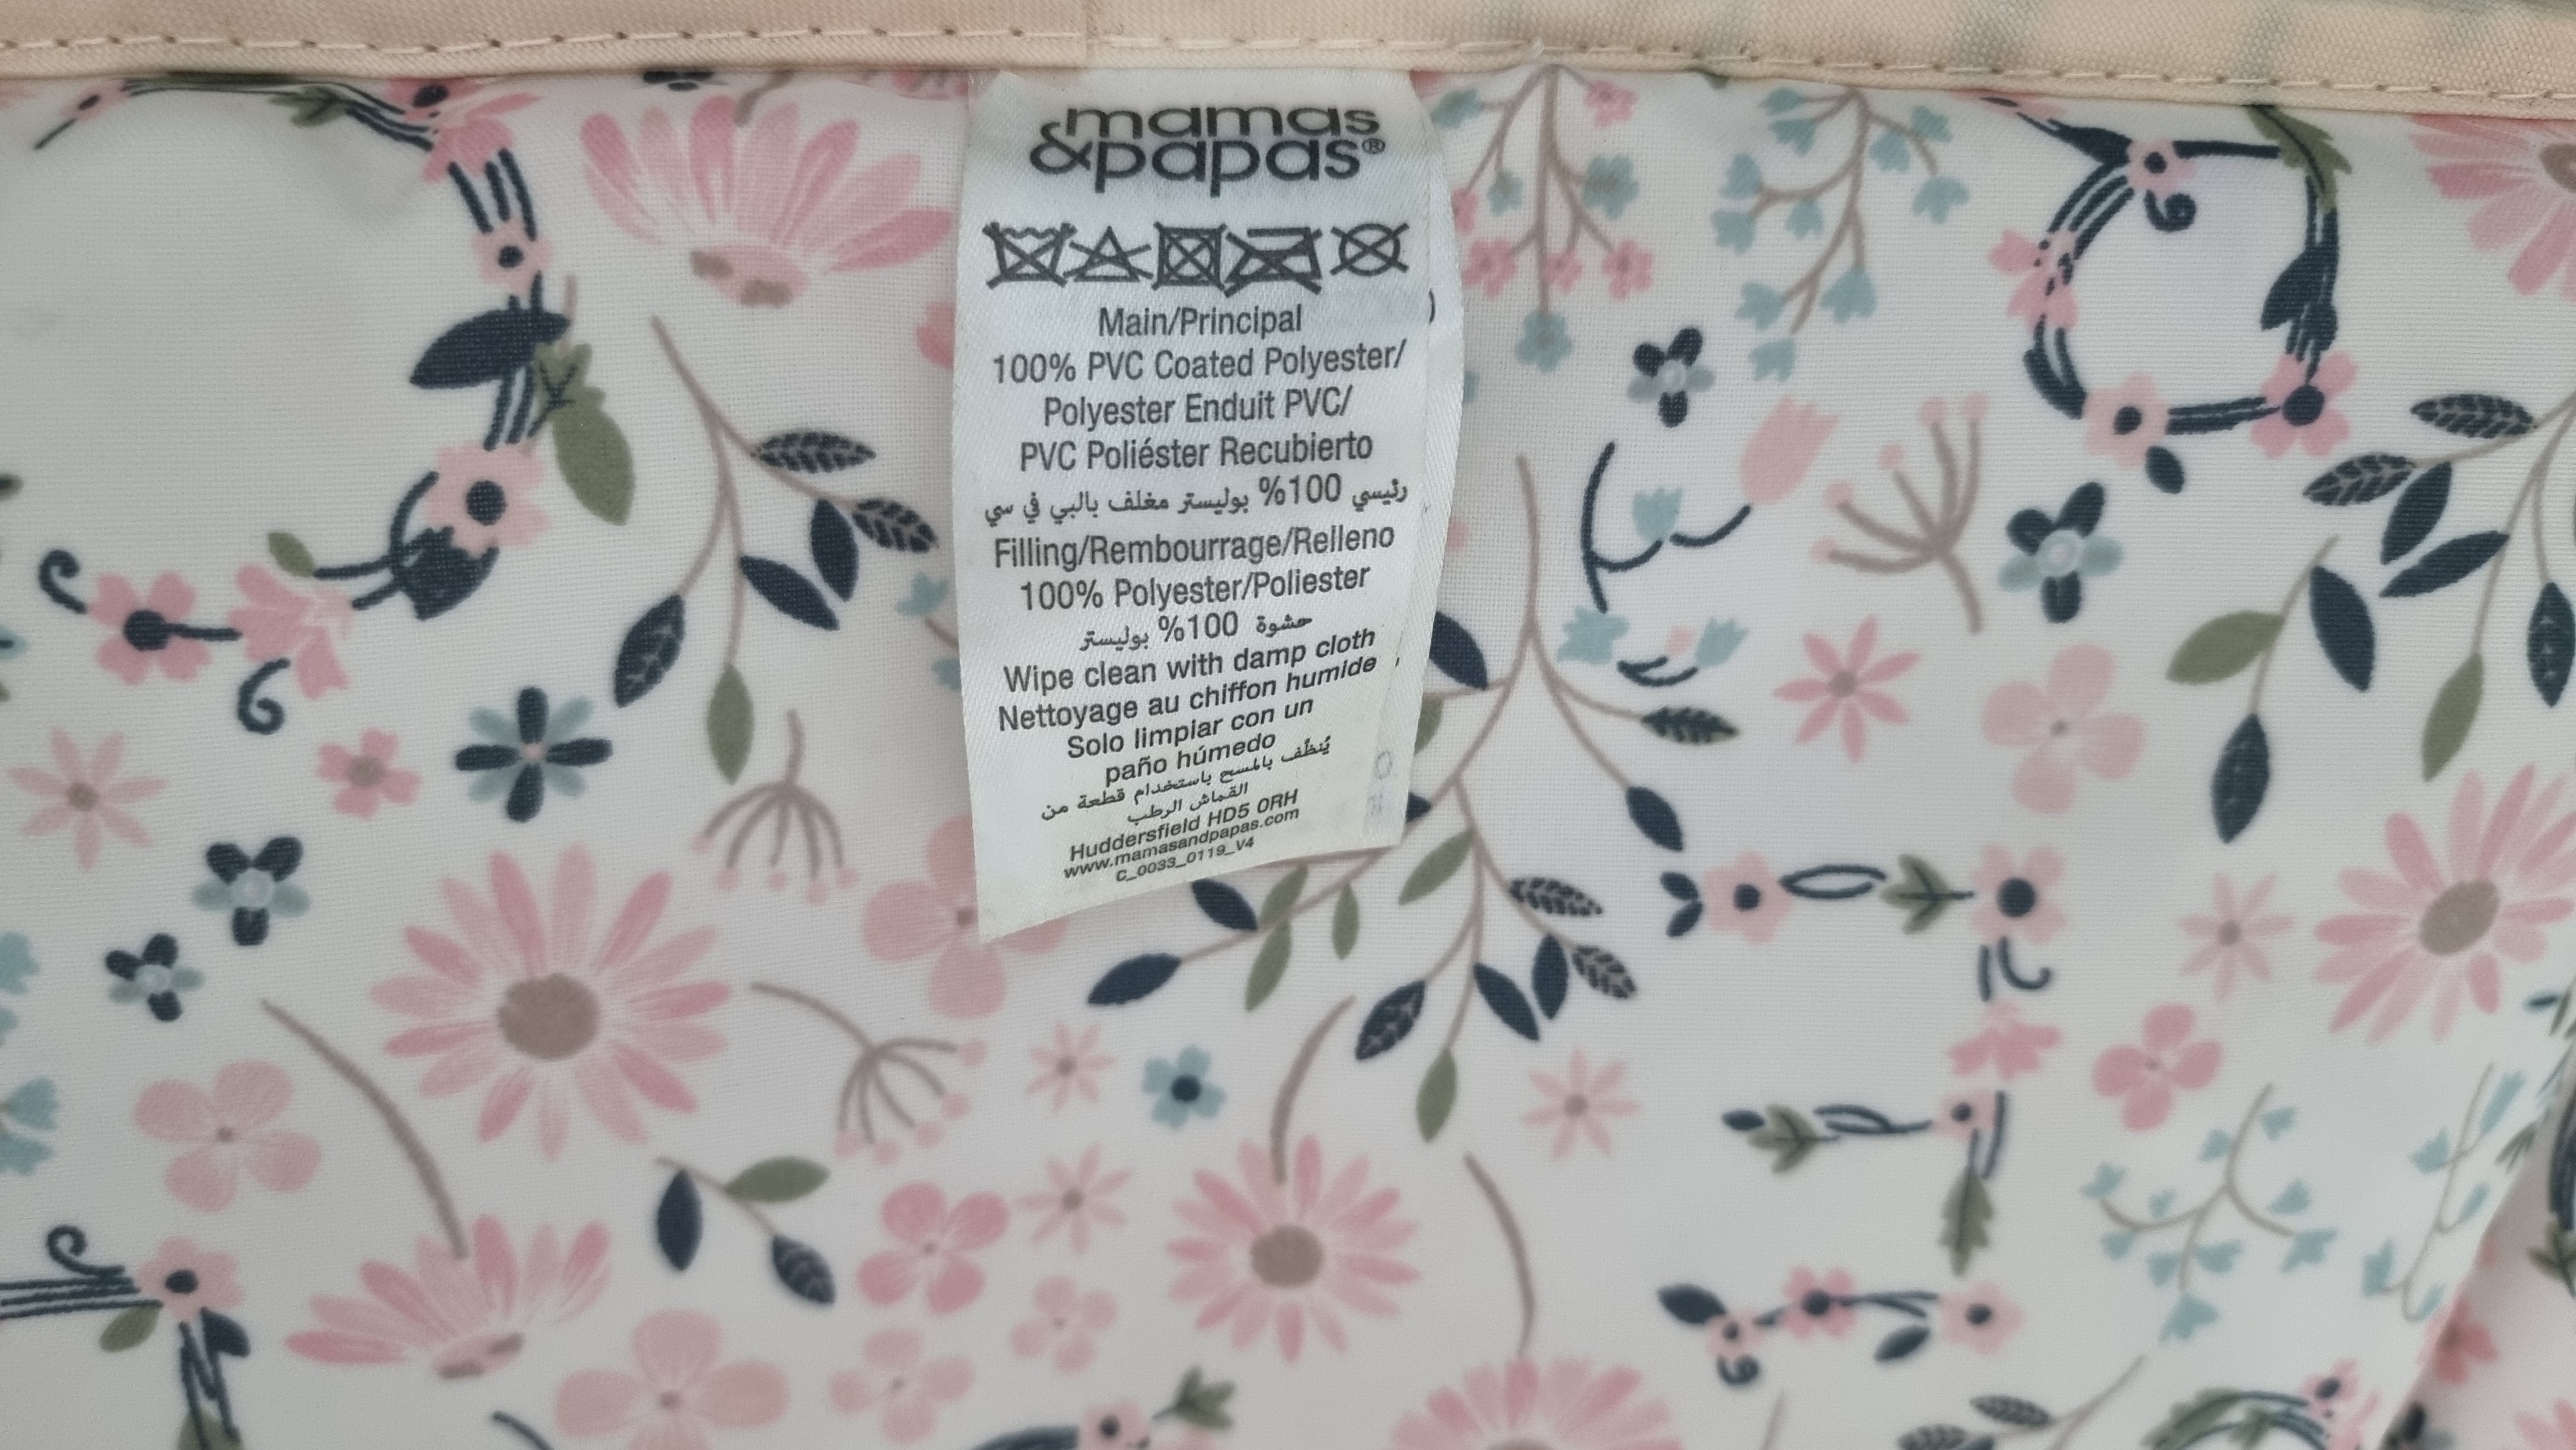 mamas
&papas®
Main/Principal
100% PVC Coated Polyester/
Polyester Enduit PVC/
PVC Poliéster Recubierto
رئيسي 100% بوليستر مغلف بالبي في سي
Filling/Rembourrage/Relleno
100% Polyester/Poliester
حشوة 100% بوليستر
Wipe clean with damp cloth
Nettoyage au chiffon humide
Solo limpiar con un
paño húmedo
يُنظَّف بالمسح باستخدام قطعة من
القماش الرطب
Huddersfield HD5 0RH
www.mamasandpapas.com
C_0033_0119_V4